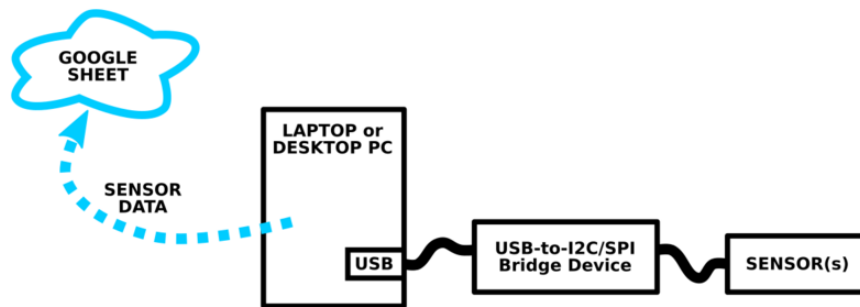 GOOGLE
SHEET
LAPTOP or
DESKTOP PC
SENSOR
DATA
USB
USB-to-I2C/SPI
Bridge Device
SENSOR(s)